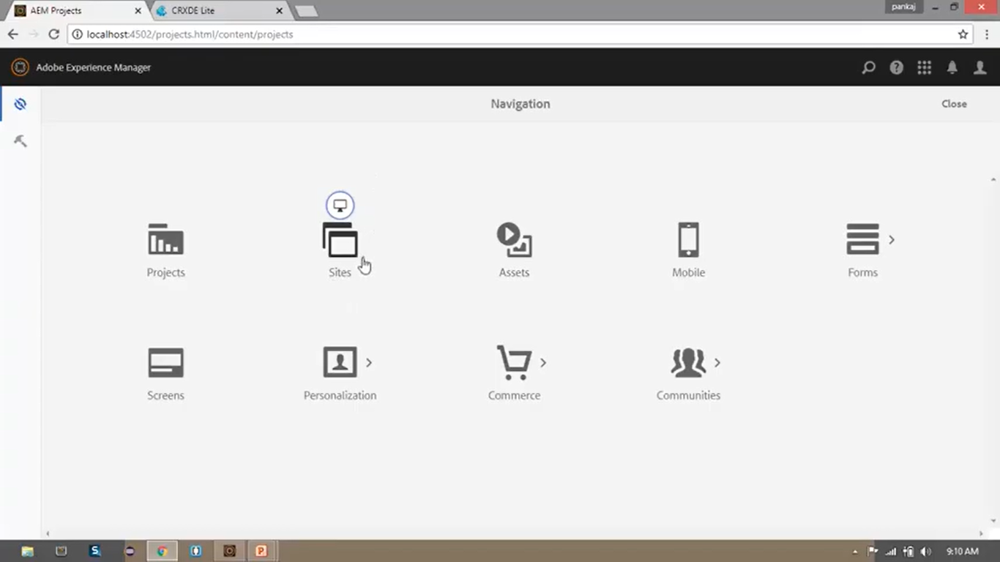 AEM Projects
CRXDE Lite
pankaj
localhost:4502/projects.html/content/projects
Adobe Experience Manager
Navigation
Close
Projects
Sites
Assets
Mobile
Forms
Screens
Personalization
Commerce
Communities
9:10 AM